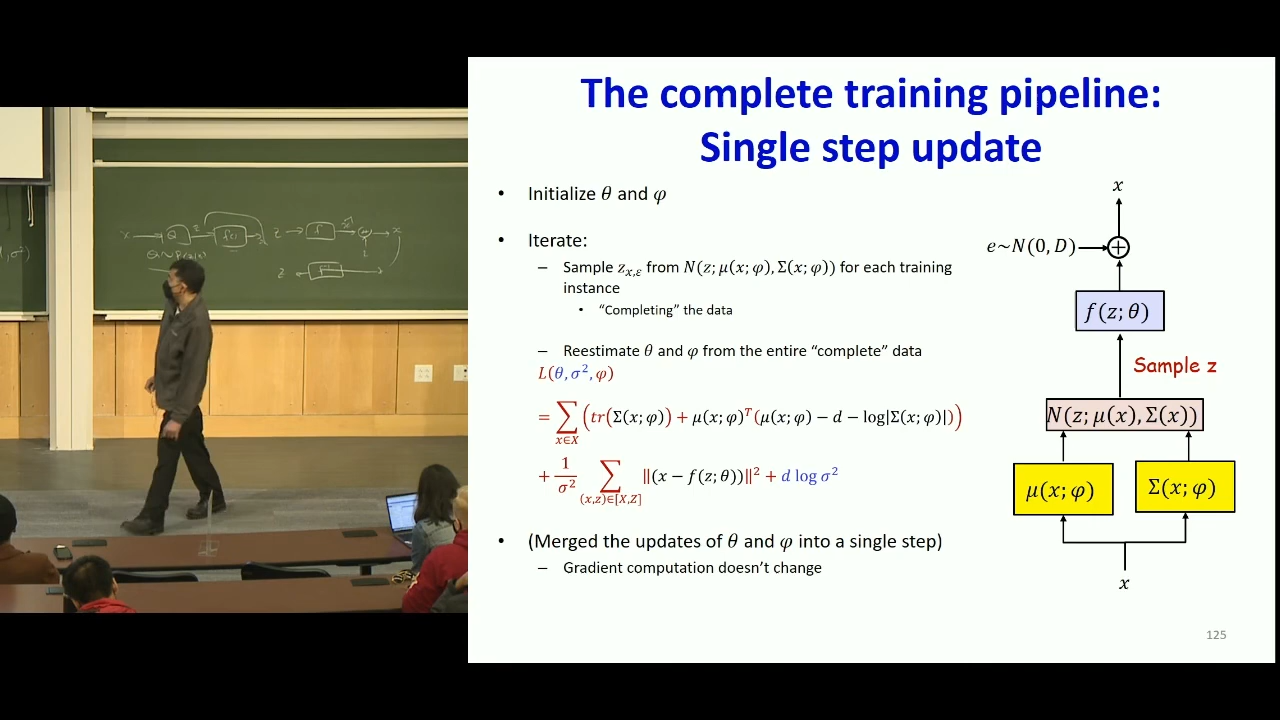 The complete training pipeline:
Single step update
• Initialize θ and φ
• Iterate:
– Sample z_{x,ε} from N(z; μ(x; φ), Σ(x; φ)) for each training
instance
• “Completing” the data
– Reestimate θ and φ from the entire “complete” data
L(θ, σ², φ)
= ∑_{x∈X} (tr(Σ(x; φ)) + μ(x; φ)^T(μ(x; φ) − d − log|Σ(x; φ)|))
+ 1/σ² ∑_{(x,z)∈[X,Z]} ‖(x − f(z; θ))‖² + d log σ²
• (Merged the updates of θ and φ into a single step)
– Gradient computation doesn’t change
x
e~N(0, D)
+
f(z; θ)
Sample z
N(z; μ(x), Σ(x))
μ(x; φ)
Σ(x; φ)
x
125